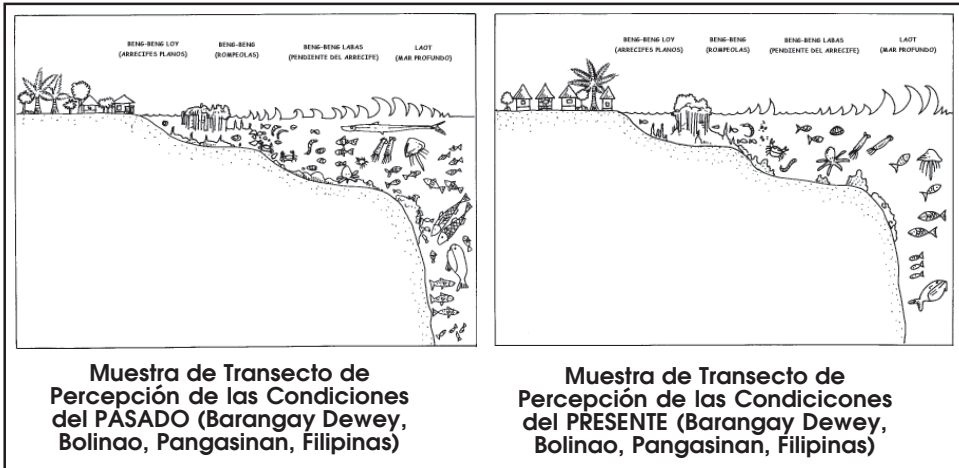 BENG-BENG LOY
(ARRECIFES PLANOS)
BENG-BENG
(ROMPEOLAS)
BENG-BENG LABAS
(PENDIENTE DEL ARRECIFE)
LAOT
(MAR PROFUNDO)
Muestra de Transecto de
Percepción de las Condiciones
del PASADO (Barangay Dewey,
Bolinao, Pangasinan, Filipinas)
BENG-BENG LOY
(ARRECIFES PLANOS)
BENG-BENG
(ROMPEOLAS)
BENG-BENG LABAS
(PENDIENTE DEL ARRECIFE)
LAOT
(MAR PROFUNDO)
Muestra de Transecto de
Percepción de las Condicicones
del PRESENTE (Barangay Dewey,
Bolinao, Pangasinan, Filipinas)